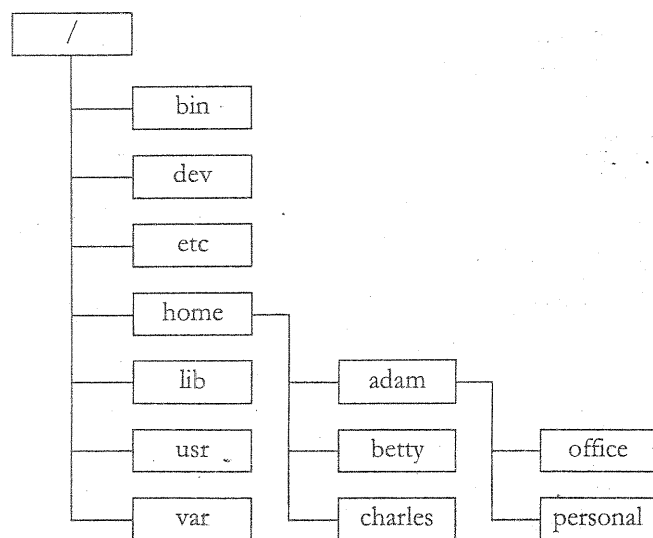 /
bin
dev
etc
home
lib
adam
usr
betty
office
var
charles
personal